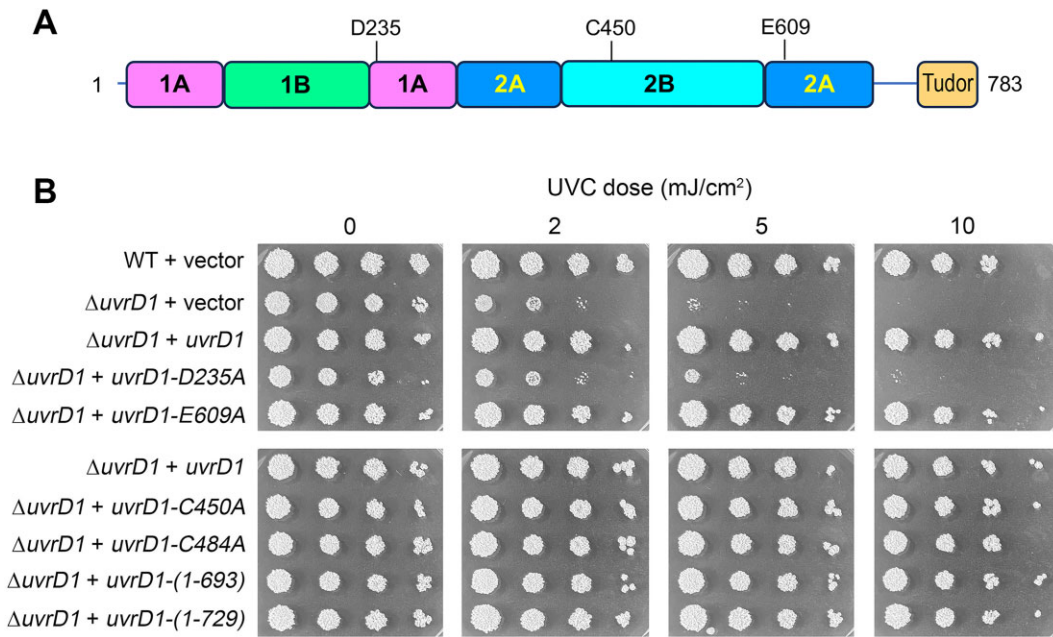 A
D235 C450 E609
1 1A 1B 1A 2A 2B 2A Tudor 783
B
UVC dose (mJ/cm²)
0 2 5 10
WT + vector
ΔuvrD1 + vector
ΔuvrD1 + uvrD1
ΔuvrD1 + uvrD1-D235A
ΔuvrD1 + uvrD1-E609A
ΔuvrD1 + uvrD1
ΔuvrD1 + uvrD1-C450A
ΔuvrD1 + uvrD1-C484A
ΔuvrD1 + uvrD1-(1-693)
ΔuvrD1 + uvrD1-(1-729)